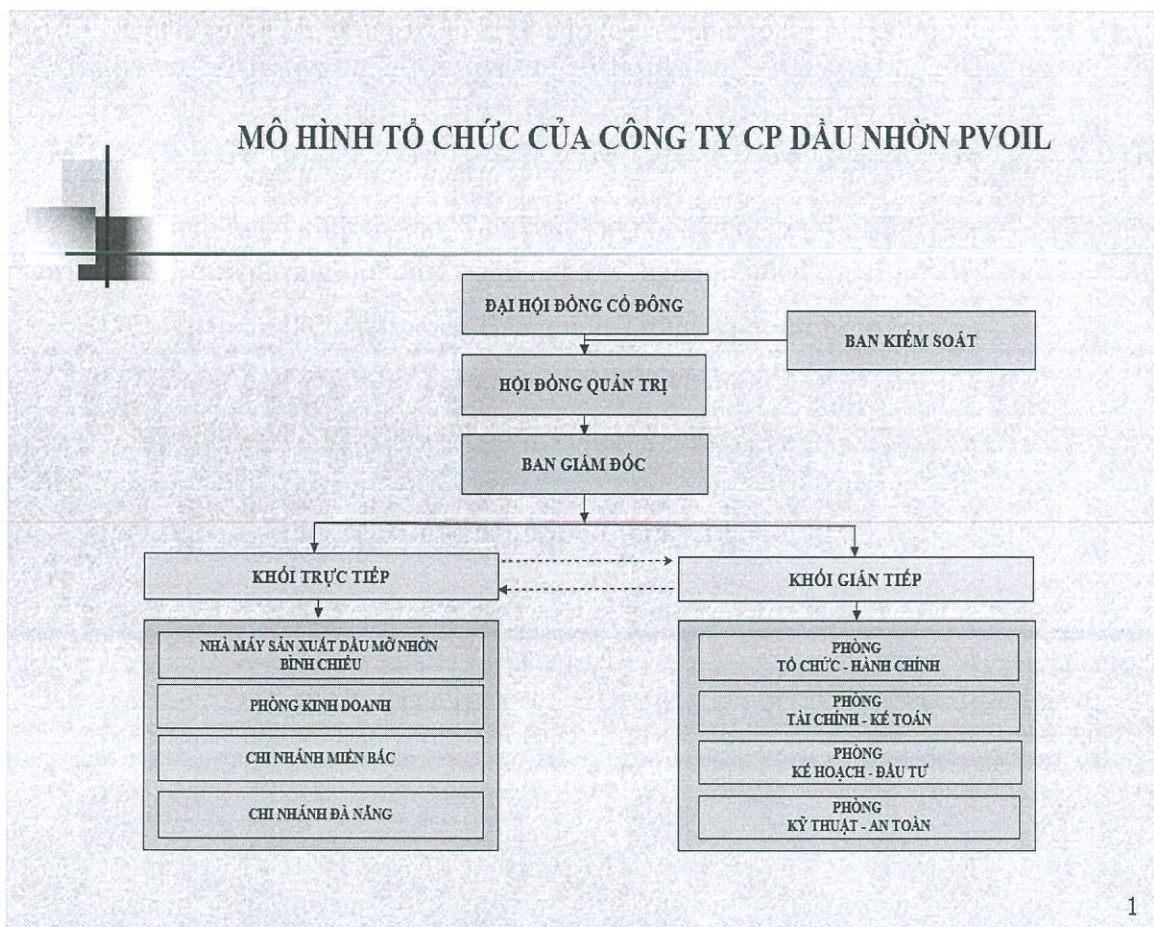 MÔ HÌNH TỔ CHỨC CỦA CÔNG TY CP DẦU NHỜN PVOIL
ĐẠI HỘI ĐỒNG CỔ ĐÔNG
BAN KIỂM SOÁT
HỘI ĐỒNG QUẢN TRỊ
BAN GIÁM ĐỐC
KHỐI TRỰC TIẾP
KHỐI GIÁN TIẾP
NHÀ MÁY SẢN XUẤT DẦU MỠ NHỜN
BÌNH CHIỂU
PHÒNG KINH DOANH
CHI NHÁNH MIỀN BẮC
CHI NHÁNH ĐÀ NẴNG
PHÒNG
TỔ CHỨC - HÀNH CHÍNH
PHÒNG
TÀI CHÍNH - KẾ TOÁN
PHÒNG
KẾ HOẠCH - ĐẦU TƯ
PHÒNG
KỸ THUẬT - AN TOÀN
1